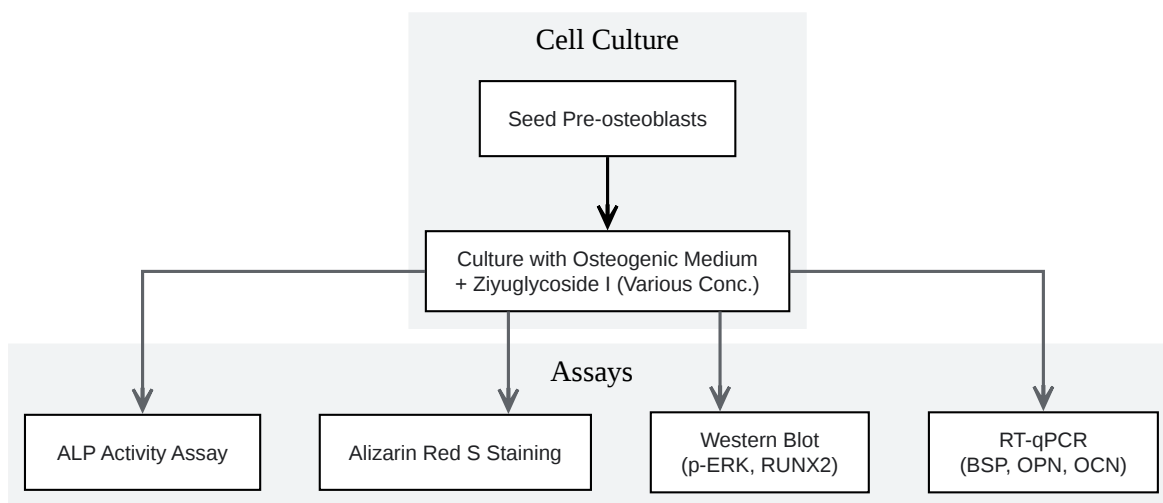 Cell Culture
Seed Pre-osteoblasts
Culture with Osteogenic Medium
+ Ziyuglycoside I (Various Conc.)
Assays
ALP Activity Assay
Alizarin Red S Staining
Western Blot
(p-ERK, RUNX2)
RT-qPCR
(BSP, OPN, OCN)